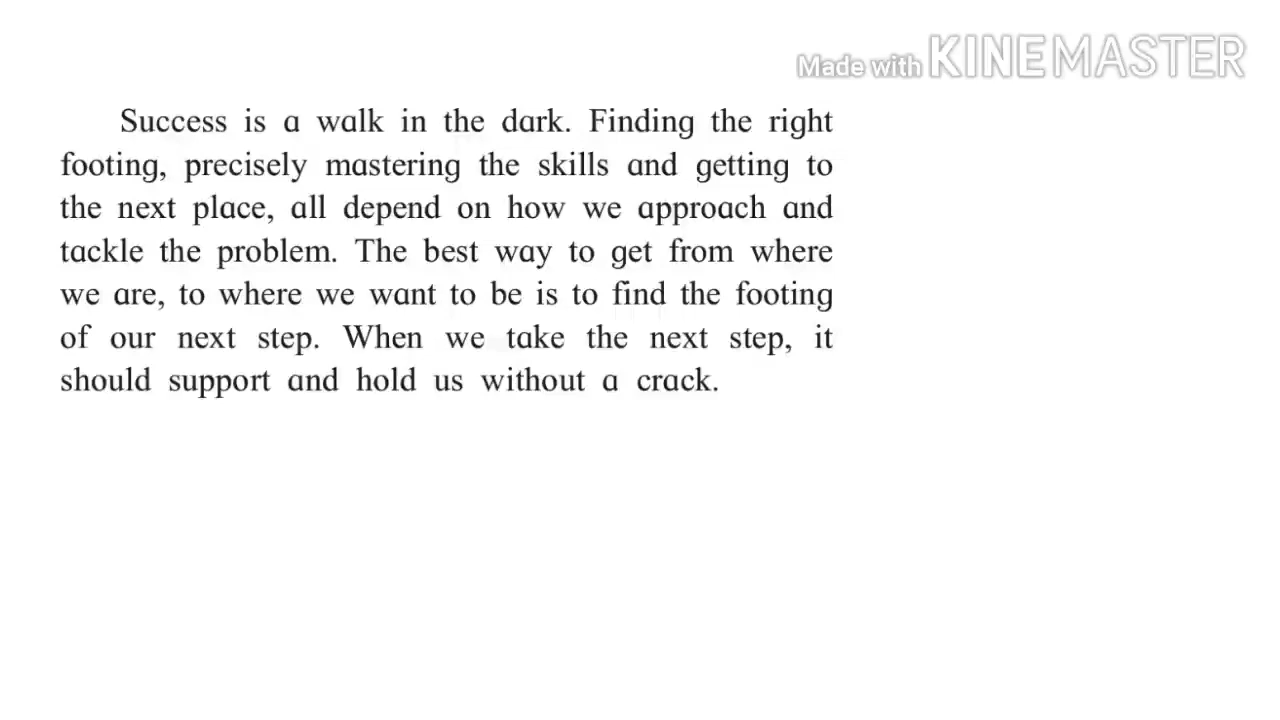 Made with KINEMASTER
Success is a walk in the dark. Finding the right
footing, precisely mastering the skills and getting to
the next place, all depend on how we approach and
tackle the problem. The best way to get from where
we are, to where we want to be is to find the footing
of our next step. When we take the next step, it
should support and hold us without a crack.